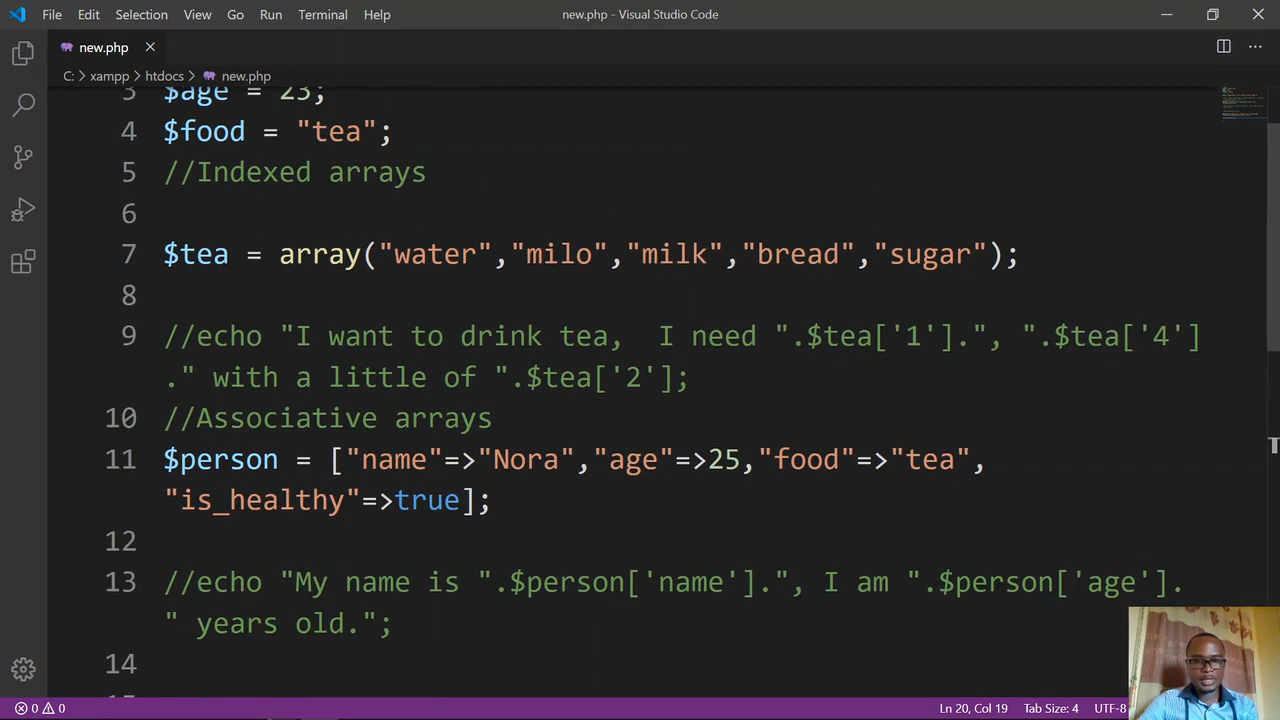 File Edit Selection View Go Run Terminal Help new.php - Visual Studio Code
new.php
C: > xampp > htdocs > new.php
3 $age = 23;
4 $food = "tea";
5 //Indexed arrays
6
7 $tea = array("water","milo","milk","bread","sugar");
8
9 //echo "I want to drink tea,  I need ".$tea['1'].", ".$tea['4']
." with a little of ".$tea['2'];
10 //Associative arrays
11 $person = ["name"=>"Nora","age"=>25,"food"=>"tea",
"is_healthy"=>true];
12
13 //echo "My name is ".$person['name'].", I am ".$person['age'].
" years old.";
14
0 0 Ln 20, Col 19 Tab Size: 4 UTF-8